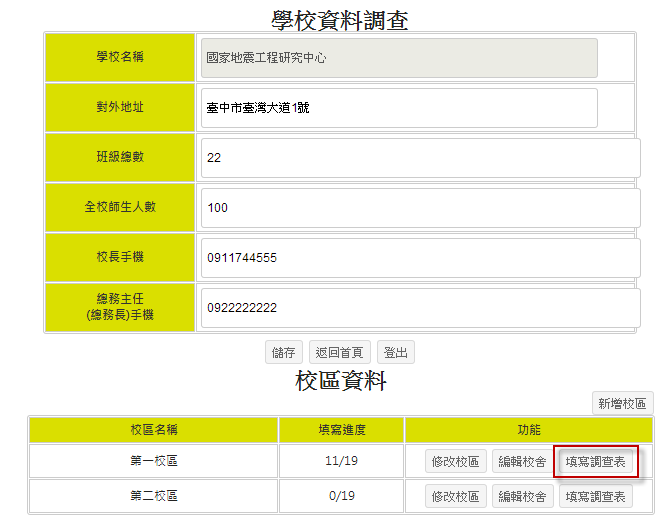 學校資料調查
學校名稱 國家地震工程研究中心
對外地址 臺中市臺灣大道1號
班級總數 22
全校師生人數 100
校長手機 0911744555
總務主任
(總務長)手機 0922222222
儲存 返回首頁 登出
校區資料
新增校區
校區名稱 填寫進度 功能
第一校區 11/19 修改校區 編輯校舍 填寫調查表
第二校區 0/19 修改校區 編輯校舍 填寫調查表